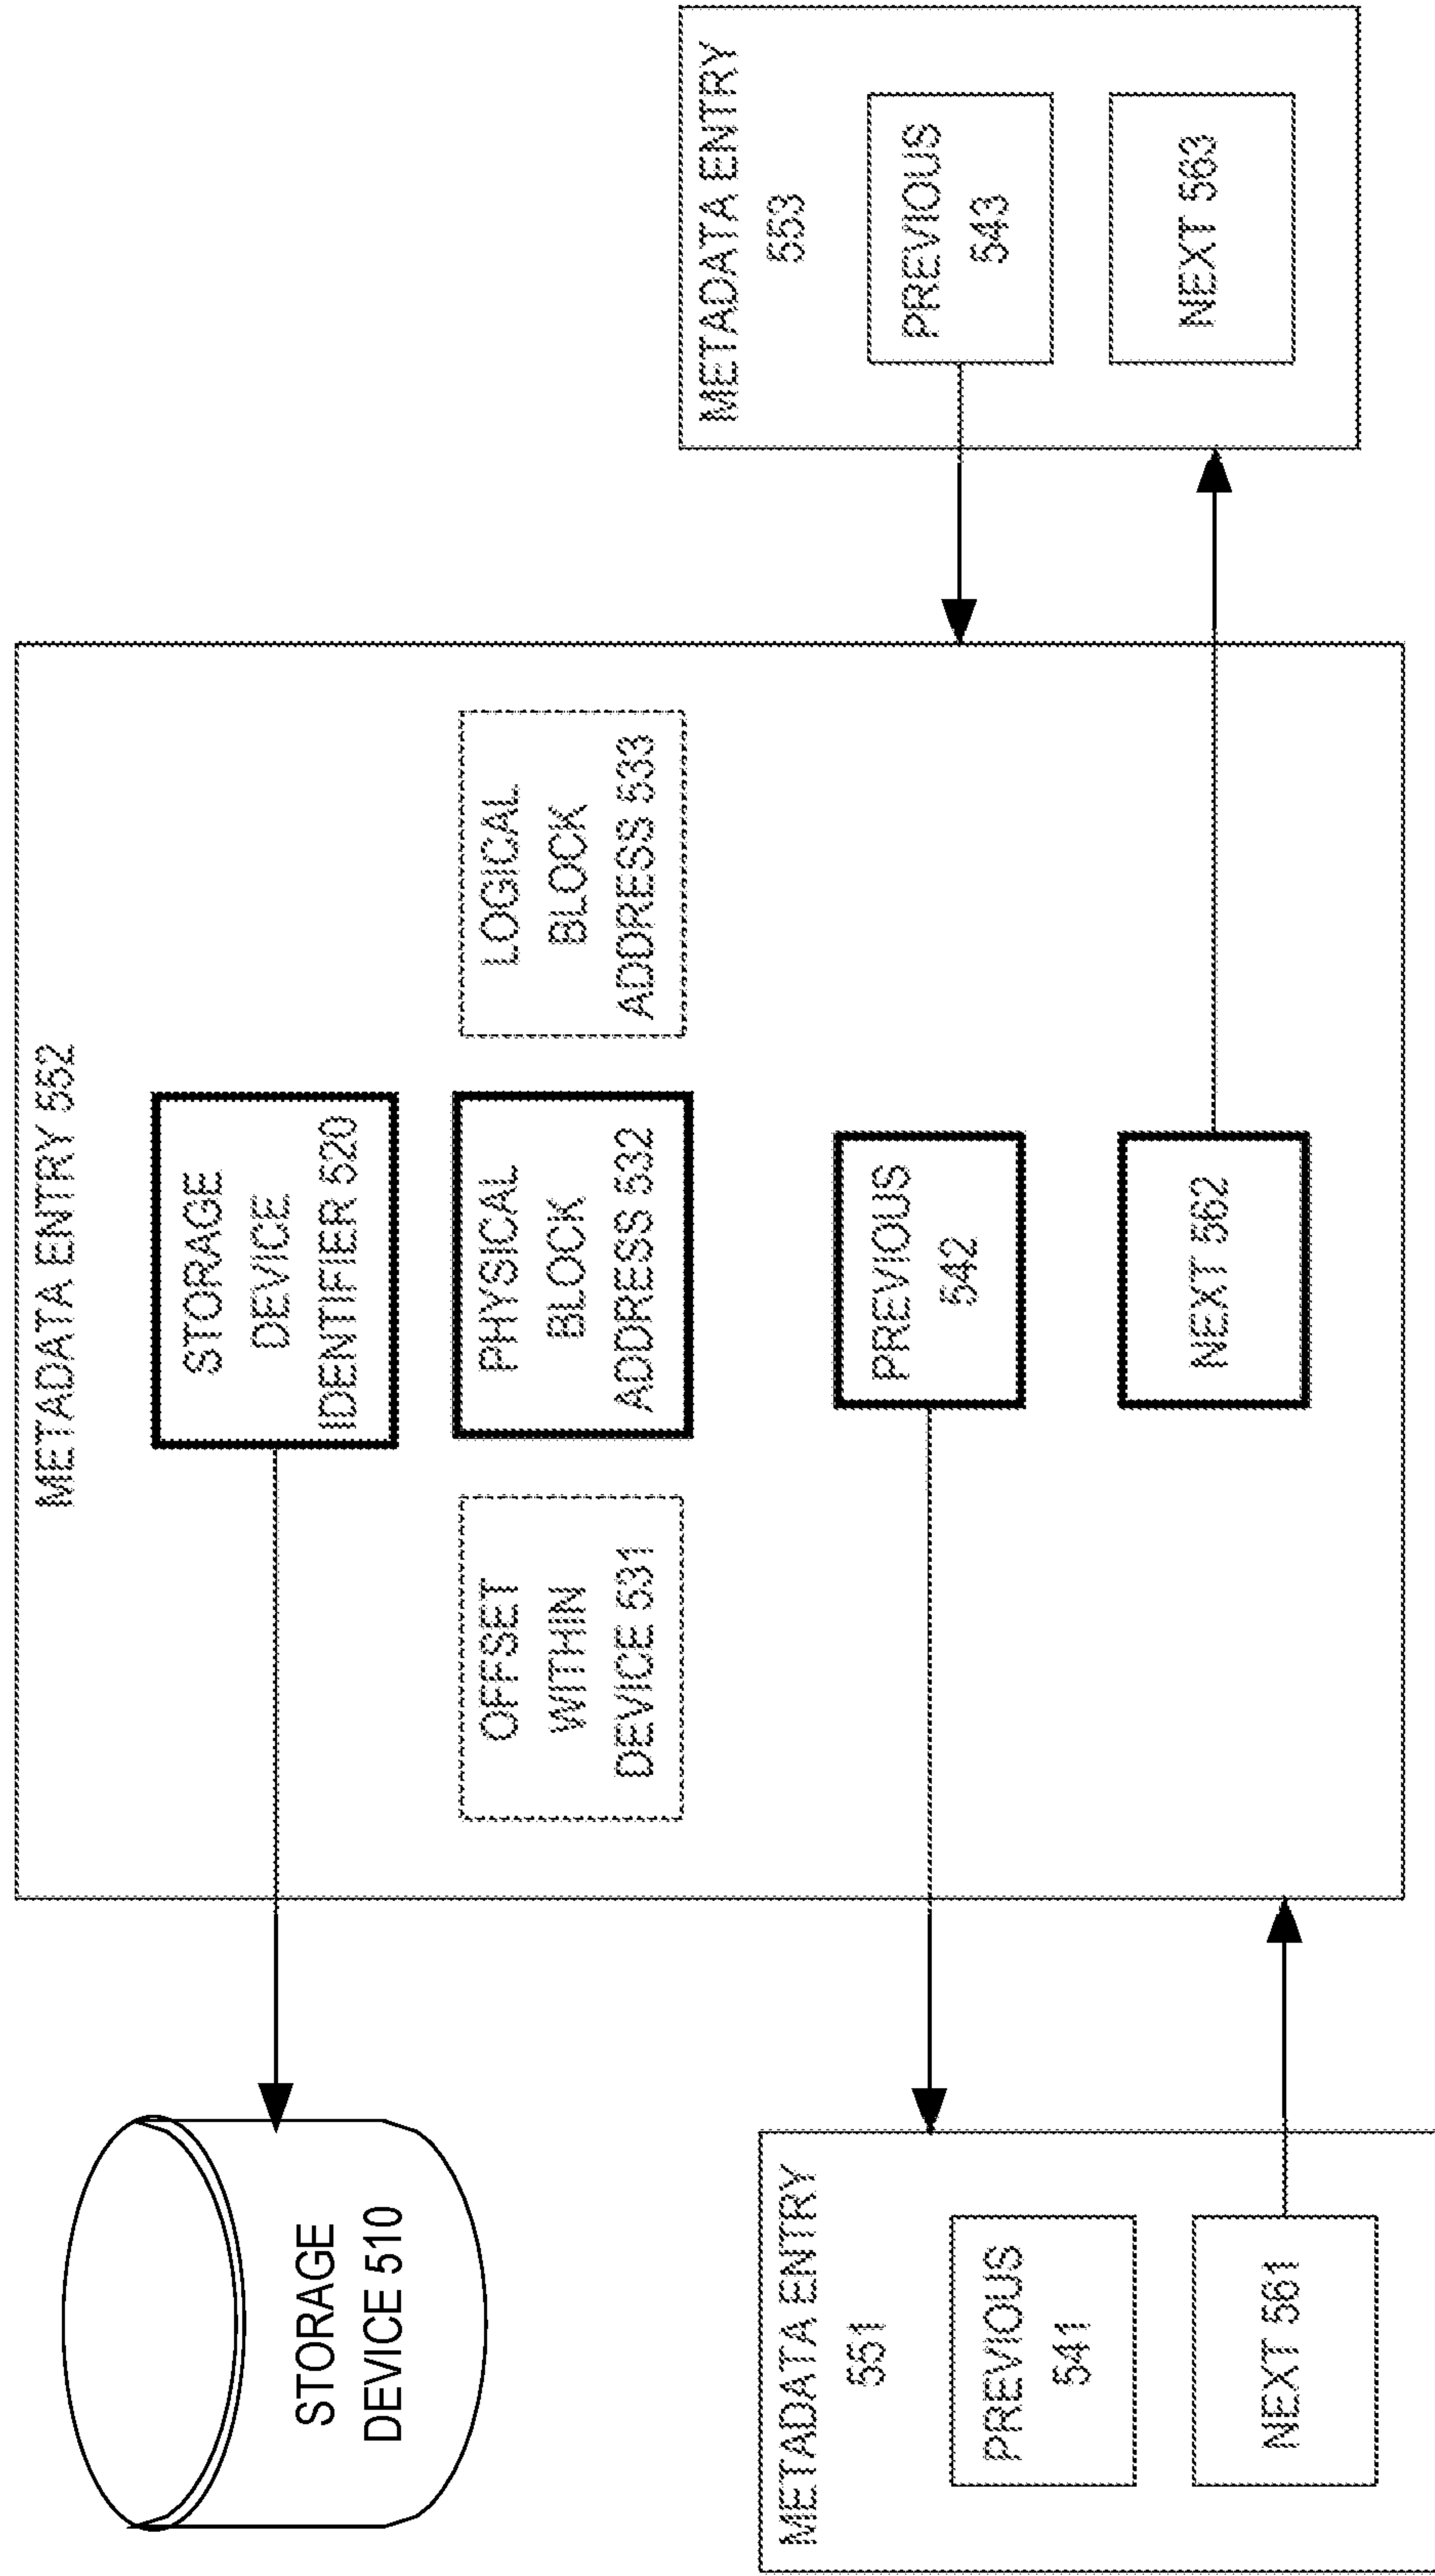 STORAGE
DEVICE 510
METADATA ENTRY
551
PREVIOUS
541
NEXT 561
METADATA ENTRY 552
STORAGE
DEVICE
IDENTIFIER 520
OFFSET
WITHIN
DEVICE 531
PHYSICAL
BLOCK
ADDRESS 532
LOGICAL
BLOCK
ADDRESS 533
PREVIOUS
542
NEXT 562
METADATA ENTRY
553
PREVIOUS
543
NEXT 563